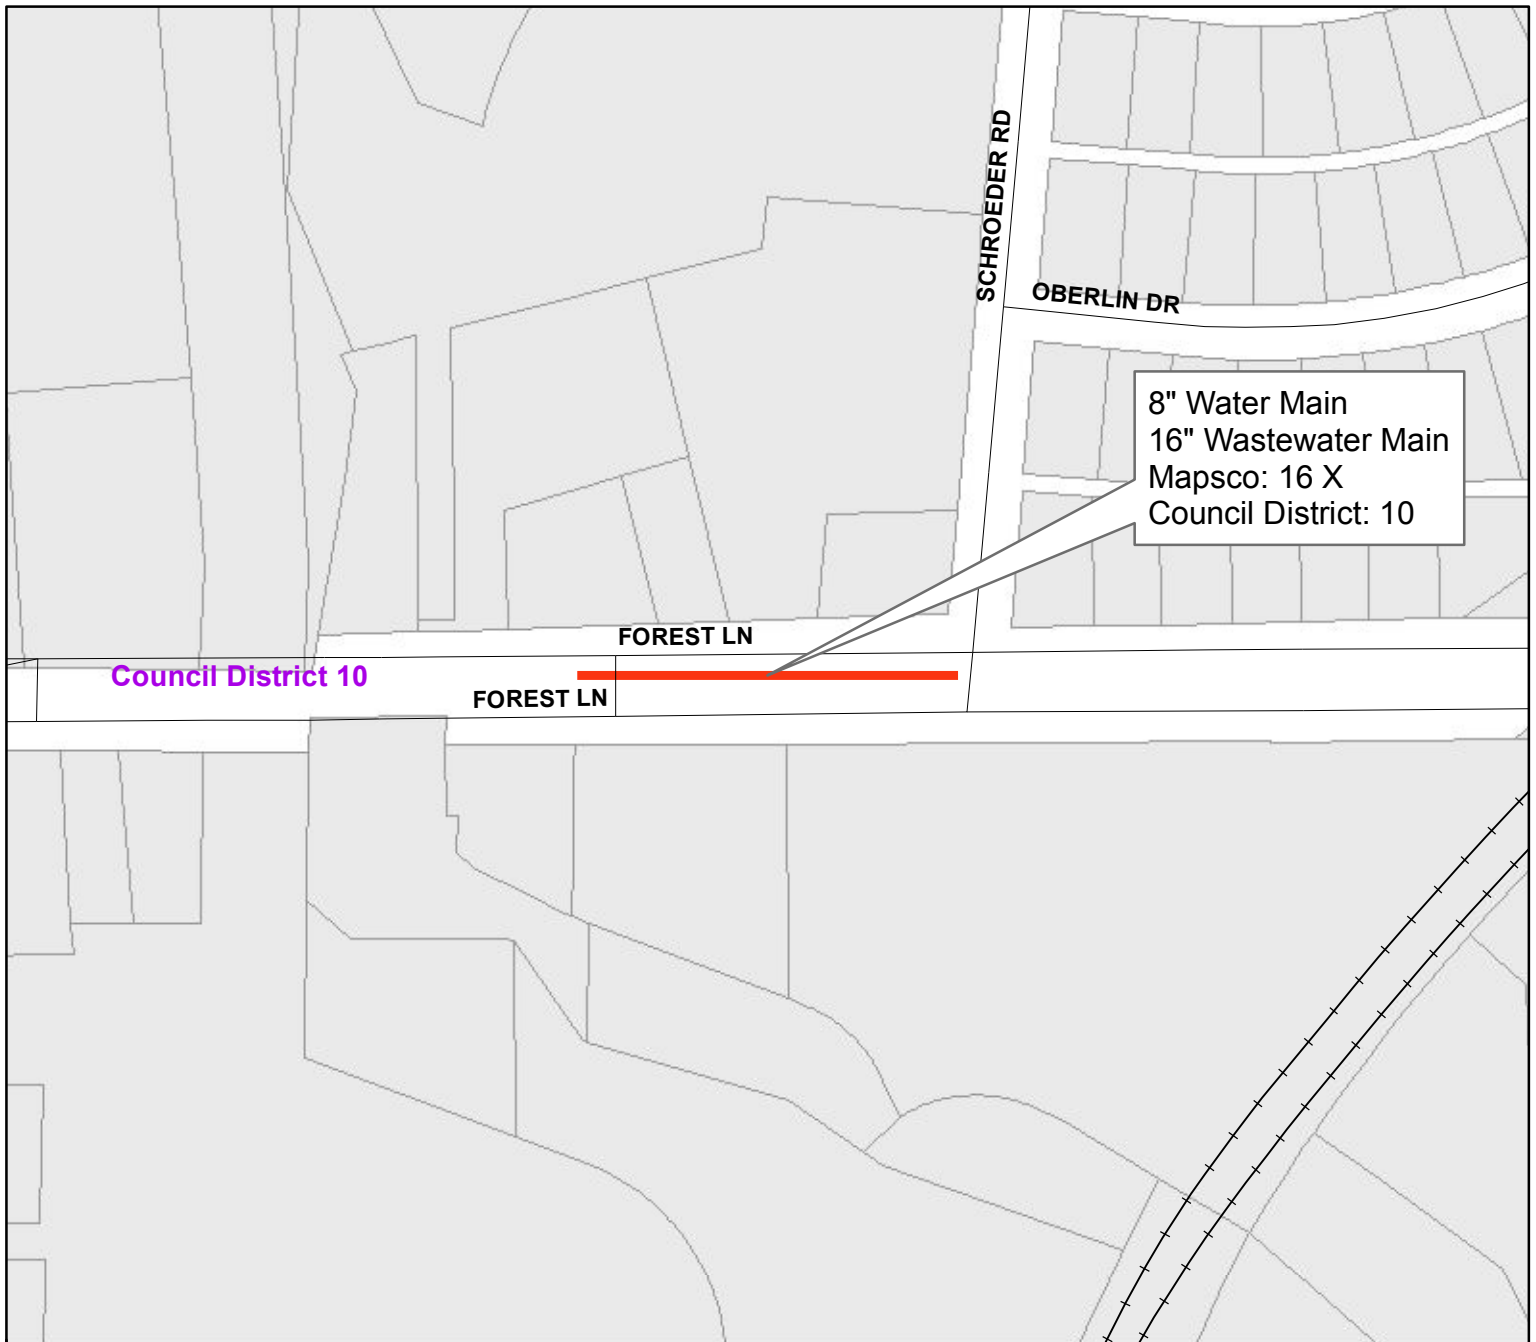 SCHROEDER RD
OBERLIN DR
8" Water Main
16" Wastewater Main
Mapsco: 16 X
Council District: 10
FOREST LN
Council District 10
FOREST LN